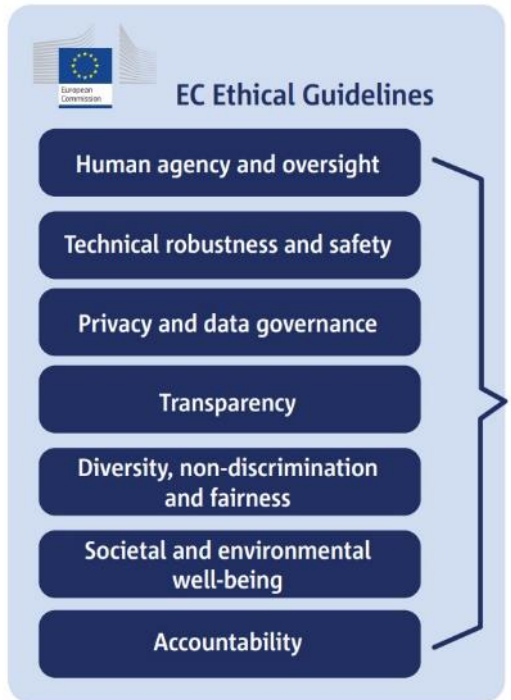 European
Commission
EC Ethical Guidelines
Human agency and oversight
Technical robustness and safety
Privacy and data governance
Transparency
Diversity, non-discrimination
and fairness
Societal and environmental
well-being
Accountability